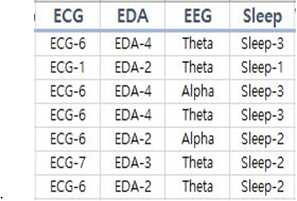 ECG EDA EEG Sleep
ECG-6 EDA-4 Theta Sleep-3
ECG-1 EDA-2 Theta Sleep-1
ECG-6 EDA-4 Alpha Sleep-3
ECG-6 EDA-4 Theta Sleep-3
ECG-6 EDA-2 Alpha Sleep-2
ECG-7 EDA-3 Theta Sleep-2
ECG-6 EDA-2 Theta Sleep-2